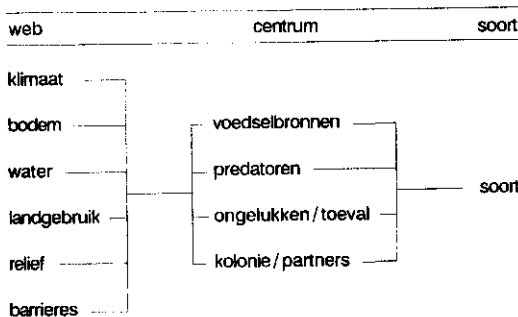 web centrum soort
klimaat
bodem
voedselbronnen
water
predatoren
soort
landgebruik
ongelukken / toeval
relief
kolonie / partners
barrieres